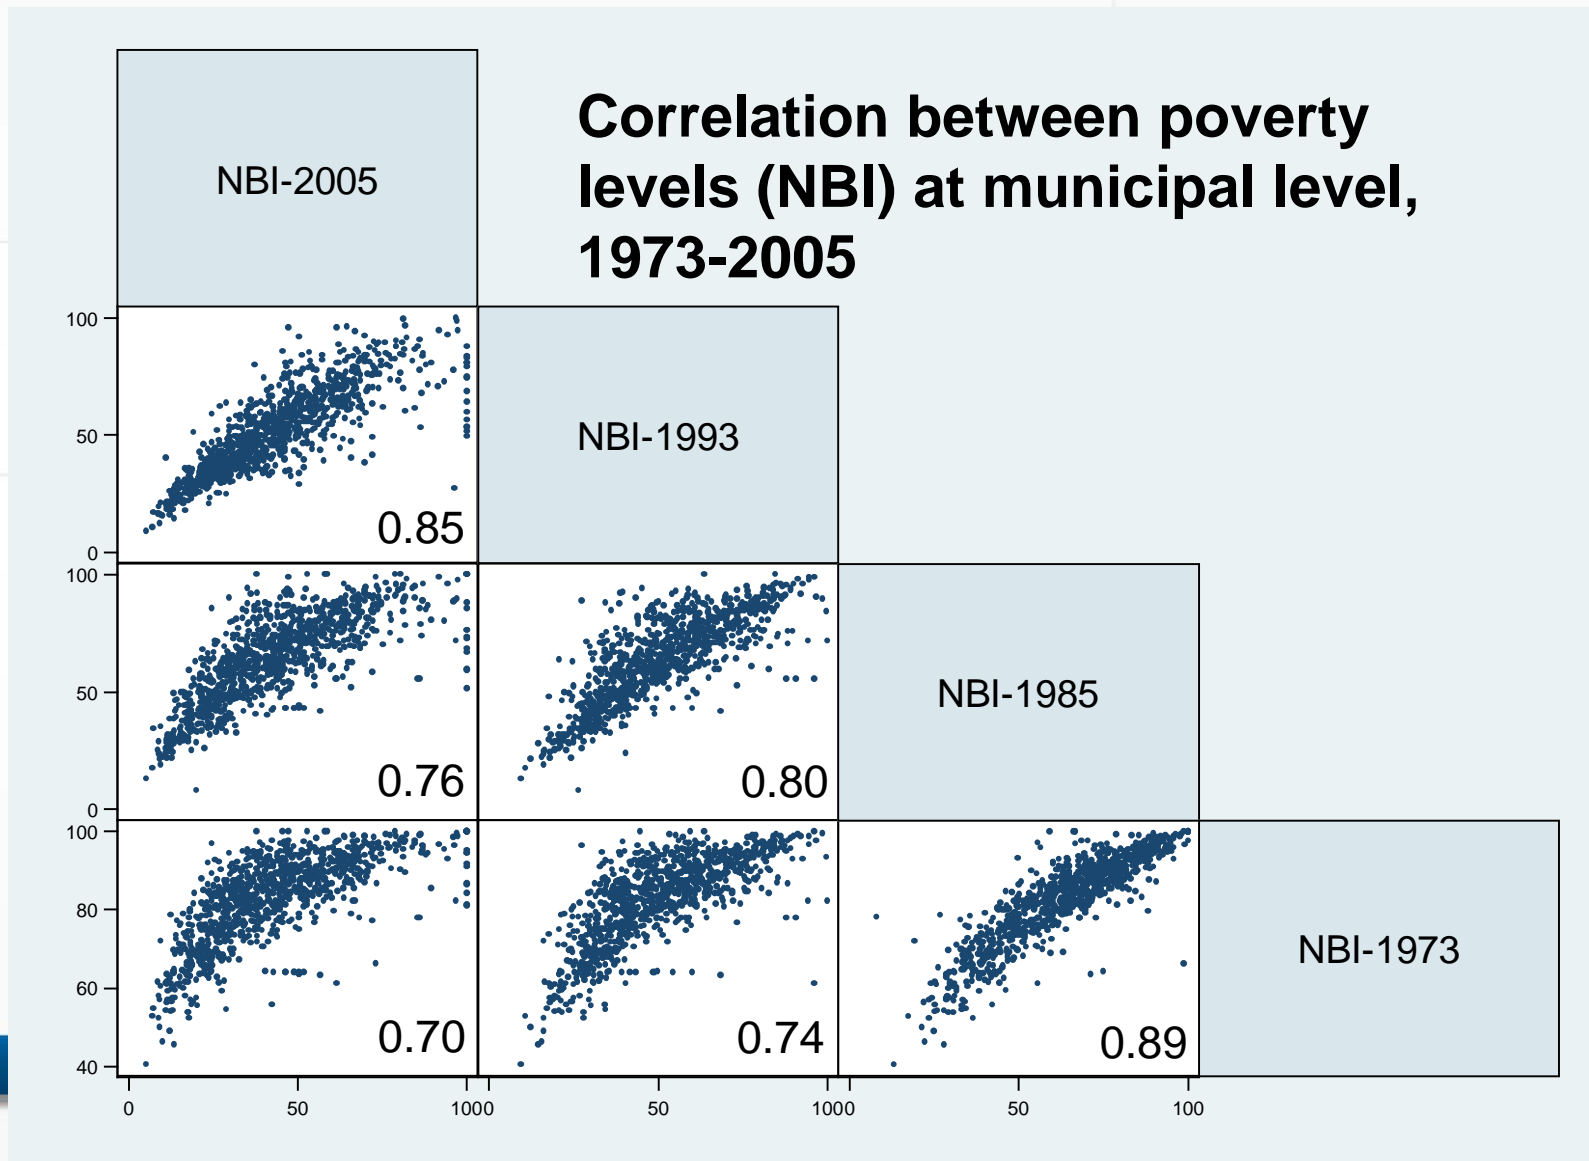 NBI-2005
Correlation between poverty
levels (NBI) at municipal level,
1973-2005
100
50
0
0.85
NBI-1993
100
50
0
0.76
0.80
NBI-1985
100
80
60
40
0.70
0.74
0.89
NBI-1973
0 50 1000 50 1000 50 100